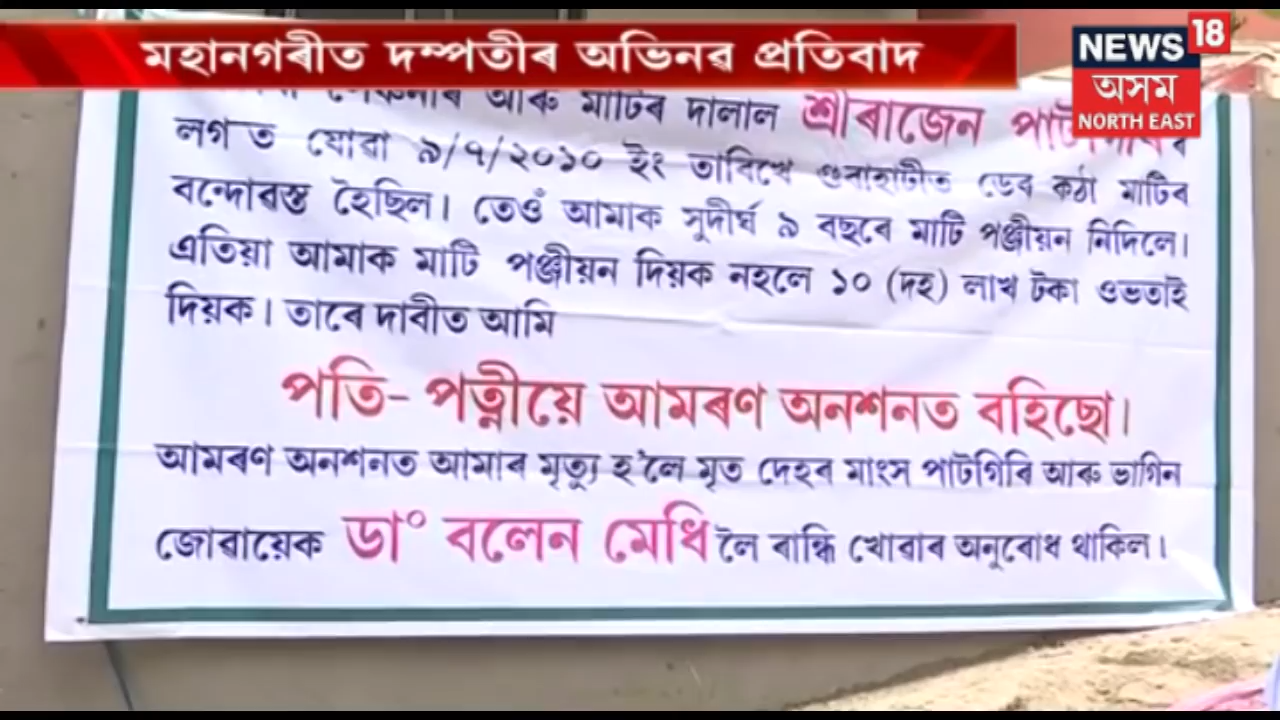 মহানগৰীত দম্পতীৰ অভিনৱ প্ৰতিবাদ
NEWS 18
অসম
NORTH EAST
আৰু মাটিৰ দালাল শ্ৰীৰাজেন
লগত যোৱা ৯/৭/২০১০ ইং তাৰিখে গুৱাহাটীত ডেৰ কঠা মাটিৰ
বন্দোৱস্ত হৈছিল। তেওঁ আমাক সুদীৰ্ঘ ৯ বছৰে মাটি পঞ্জীয়ন নিদিলে।
এতিয়া আমাক মাটি পঞ্জীয়ন দিয়ক নহলে ১০ (দহ) লাখ টকা ওভতাই
দিয়ক। তাৰে দাবীত আমি
পতি- পত্নীয়ে আমৰণ অনশনত বহিছো।
আমৰণ অনশনত আমাৰ মৃত্যু হ'লৈ মৃত দেহৰ মাংস পাটগিৰি আৰু ভাগিন
জোৱায়েক ডা° বলেন মেধি লৈ ৰান্ধি খোৱাৰ অনুৰোধ থাকিল।